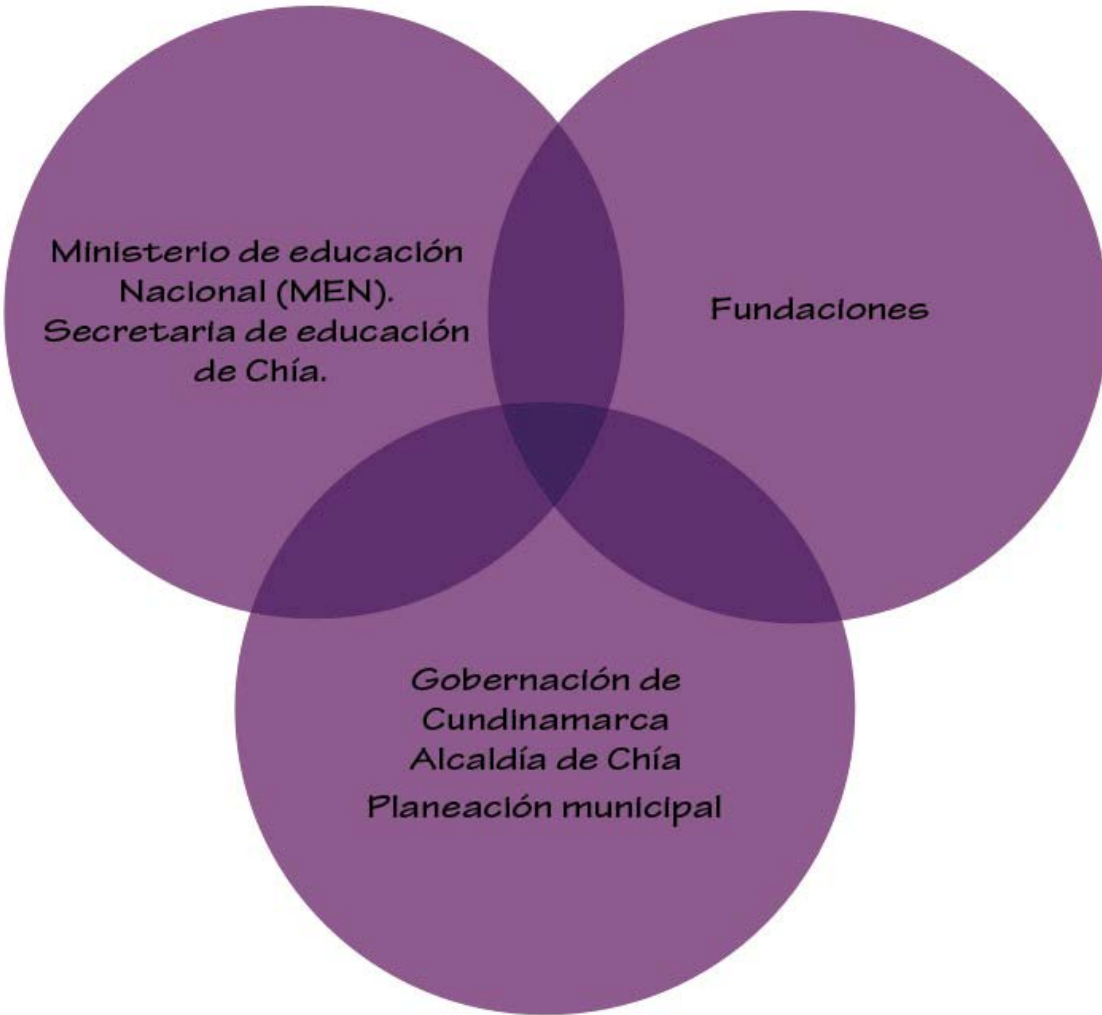 Ministerio de educación
Nacional (MEN).
Secretaria de educación
de Chía.
Fundaciones
Gobernación de
Cundinamarca
Alcaldía de Chía
Planeación municipal